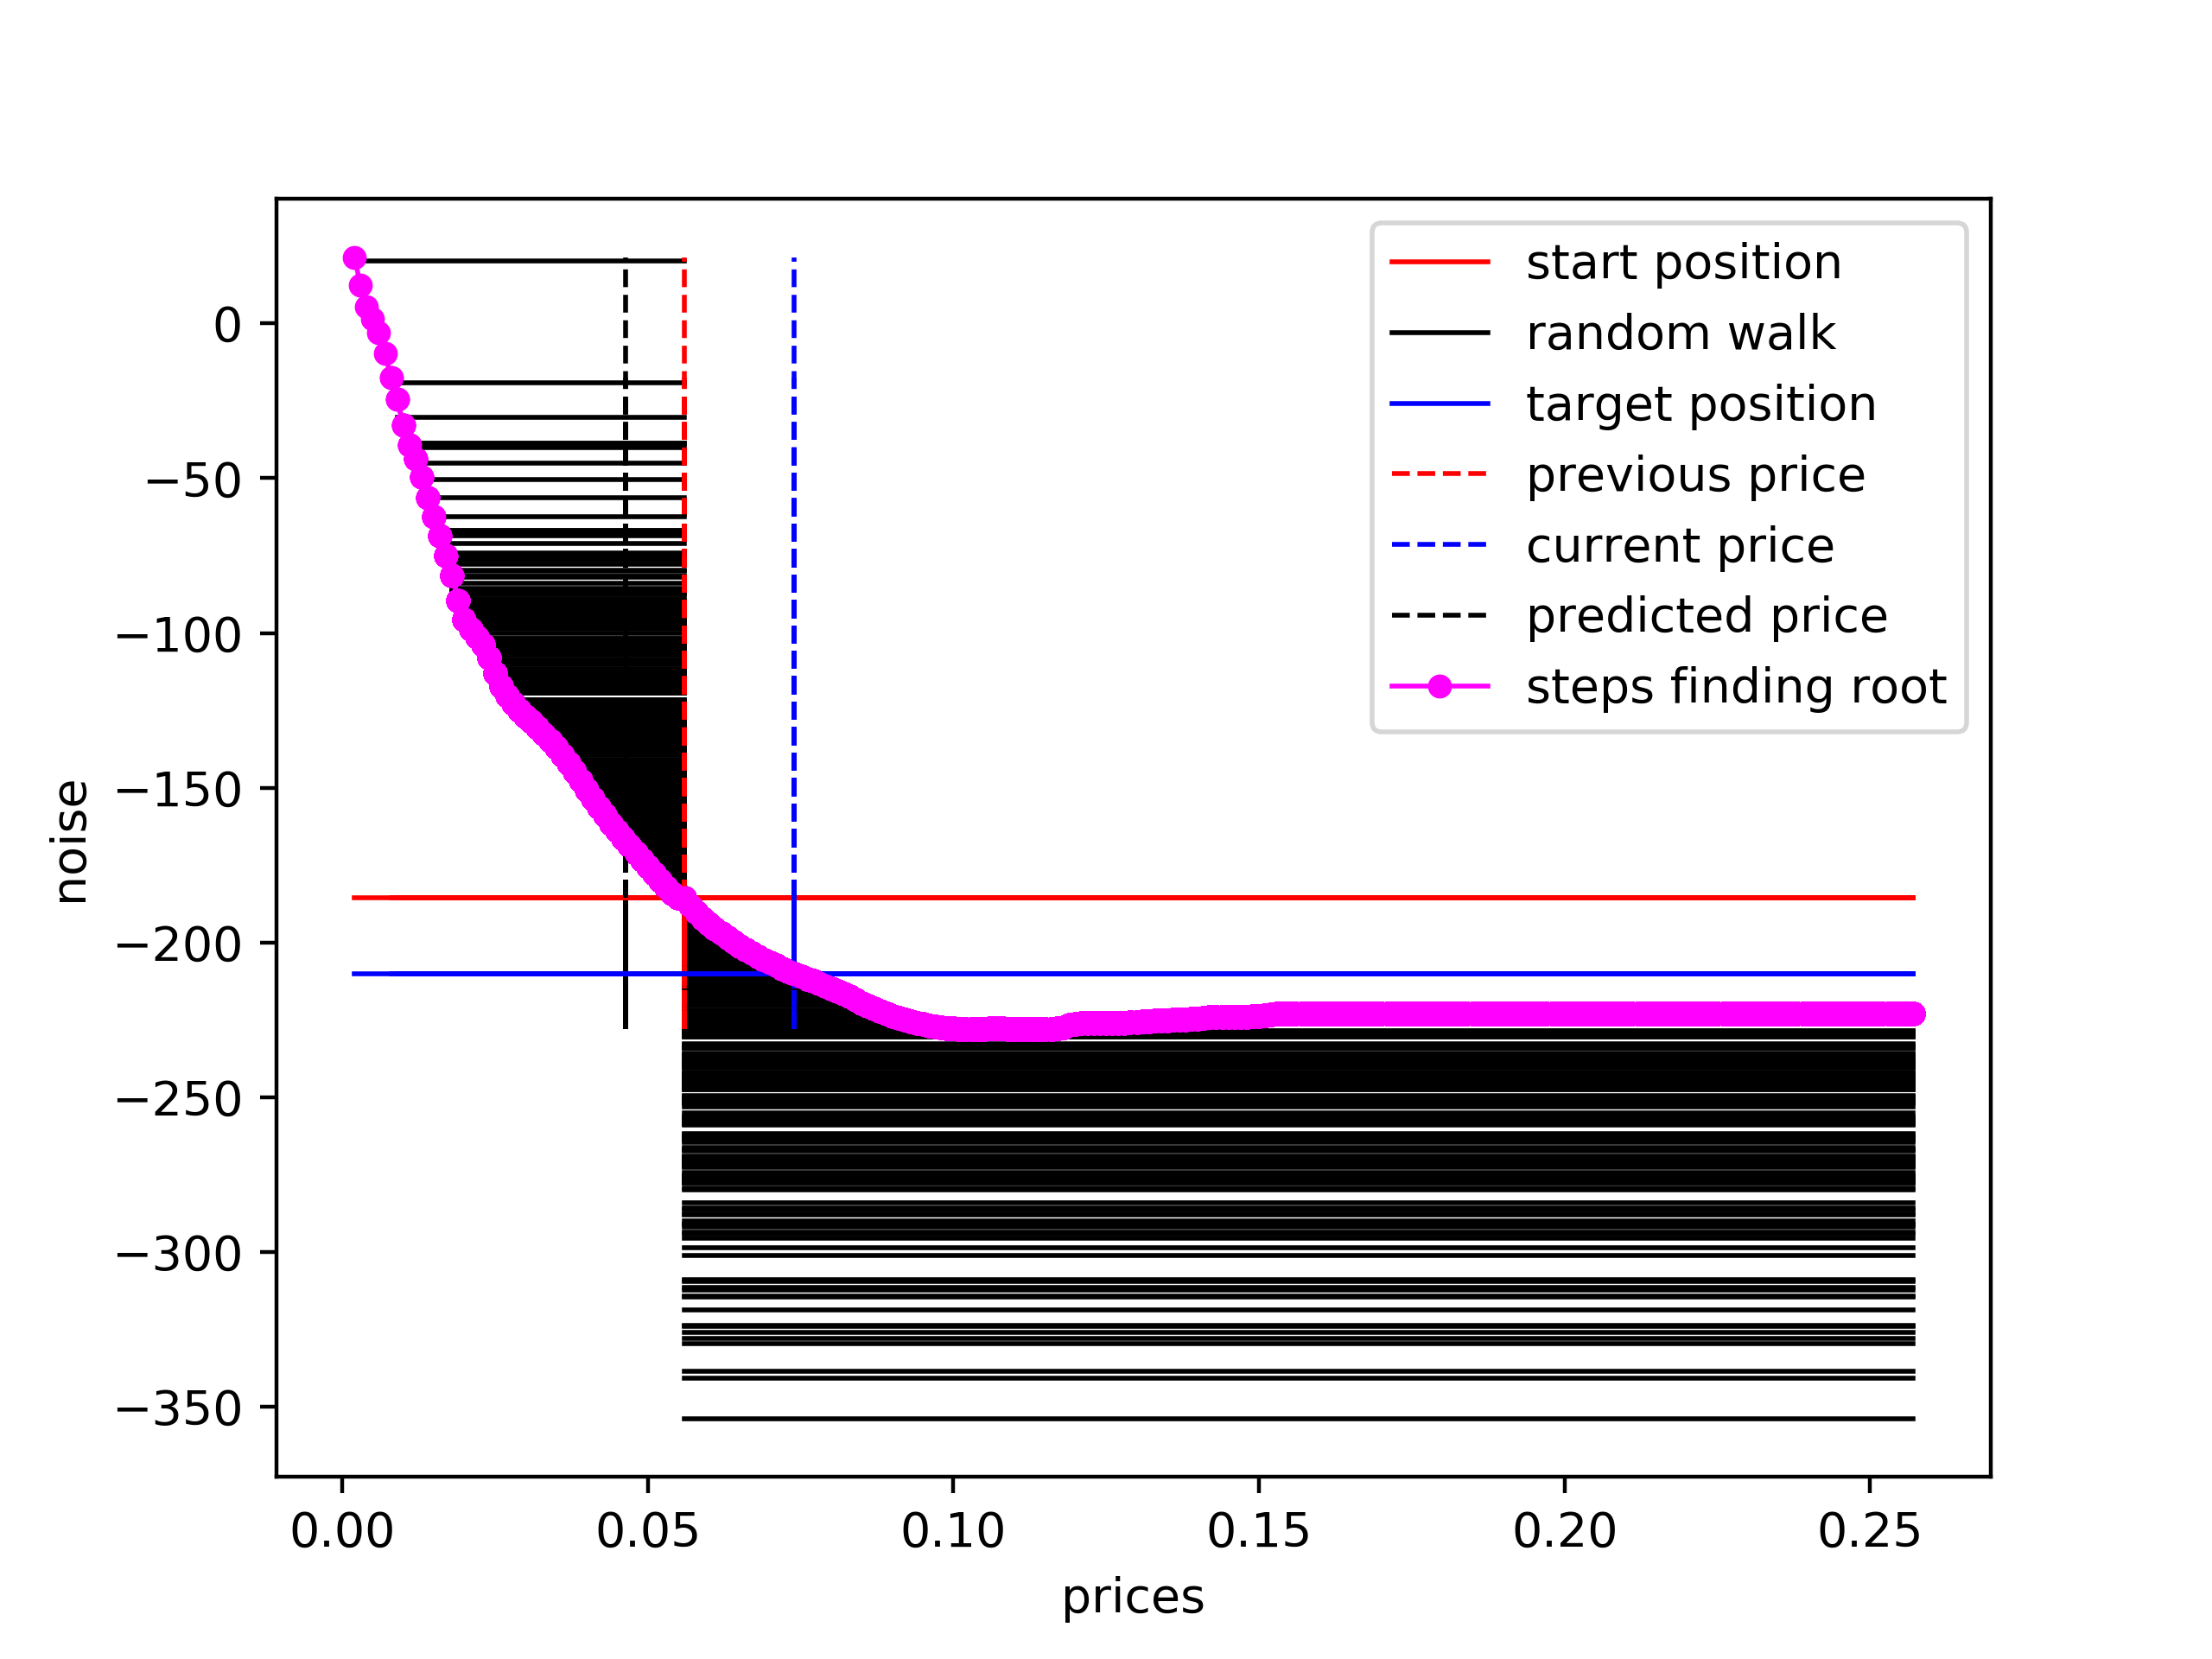 start position
random walk
target position
previous price
current price
predicted price
steps finding root
0
−50
−100
−150
−200
−250
−300
−350
noise
0.00 0.05 0.10 0.15 0.20 0.25
prices